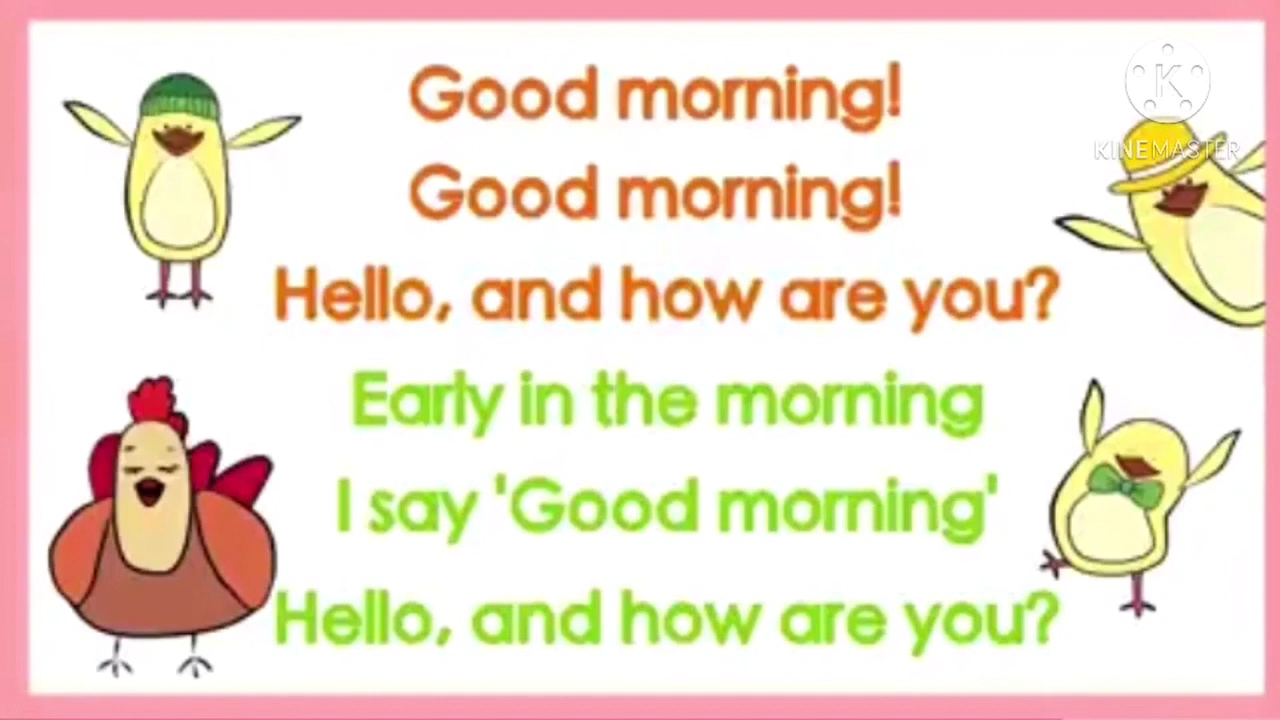 Good morning!
Good morning!
Hello, and how are you?
Early in the morning
I say 'Good morning'
Hello, and how are you?
K
KINEMASTER